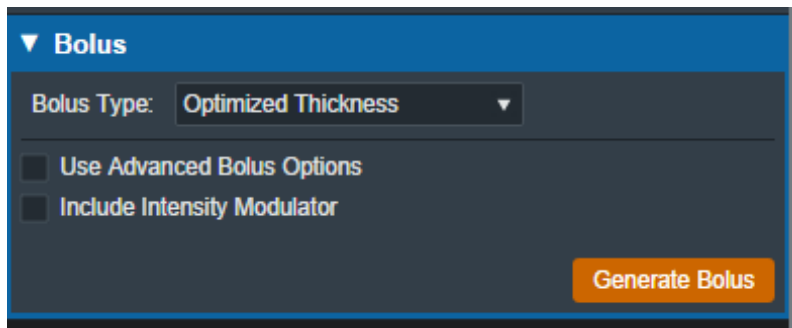 Bolus
Bolus Type: Optimized Thickness
Use Advanced Bolus Options
Include Intensity Modulator
Generate Bolus